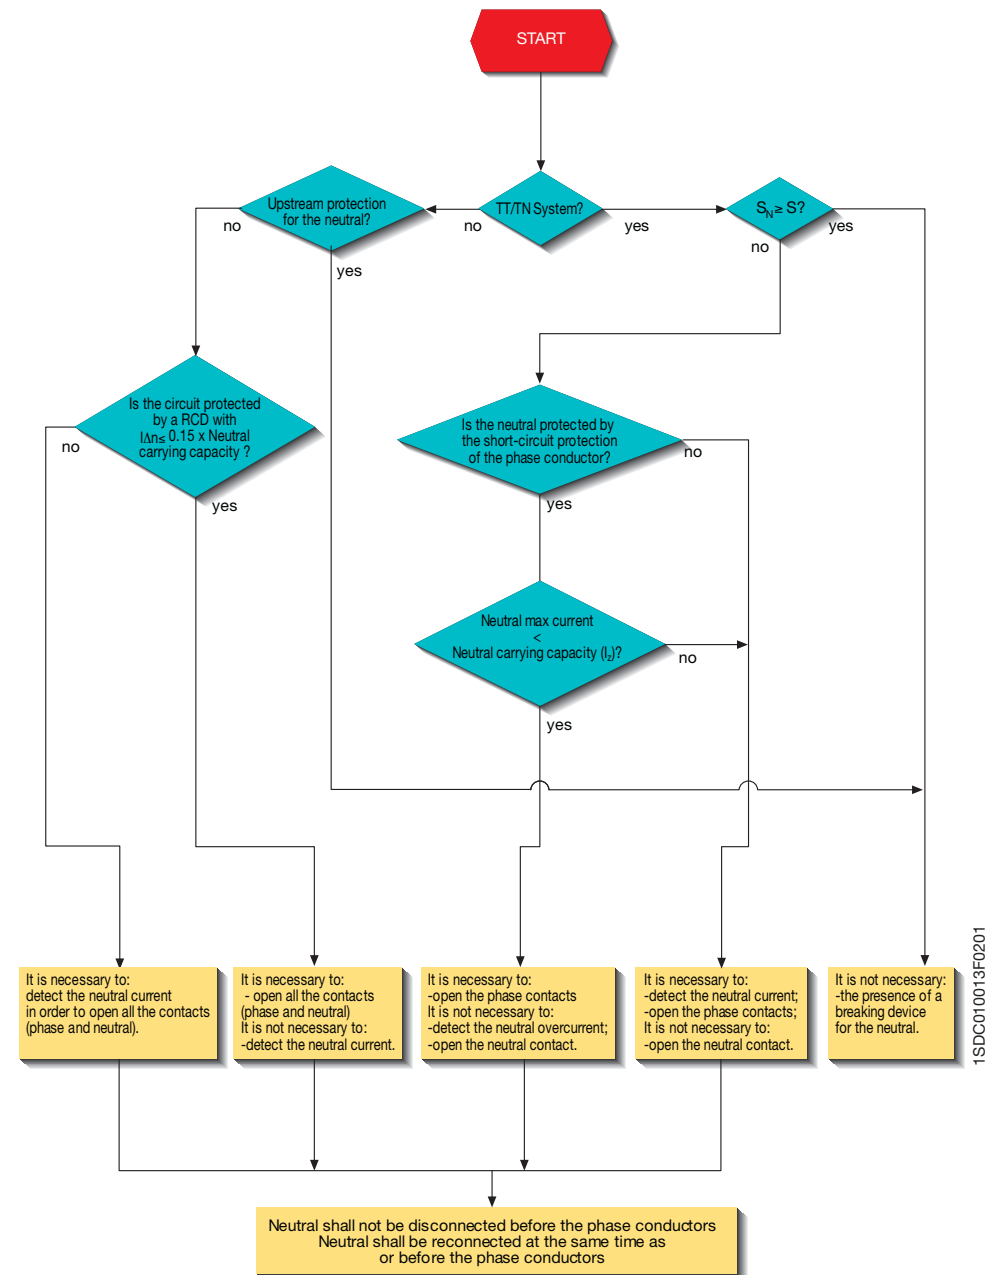 START
Upstream protection
for the neutral?
TT/TN System?
SN ≥ S?
no
no
yes
yes
no
yes
Is the circuit protected
by a RCD with
IΔn≤ 0.15 x Neutral
carrying capacity ?
no
yes
Is the neutral protected by
the short-circuit protection
of the phase conductor?
no
yes
Neutral max current
<
Neutral carrying capacity (Iz)?
no
yes
It is necessary to:
detect the neutral current
in order to open all the contacts
(phase and neutral).
It is necessary to:
- open all the contacts
(phase and neutral)
It is not necessary to:
-detect the neutral current.
It is necessary to:
-open the phase contacts
It is not necessary to:
-detect the neutral overcurrent;
-open the neutral contact.
It is necessary to:
-detect the neutral current;
-open the phase contacts;
It is not necessary to:
-open the neutral contact.
It is not necessary:
-the presence of a
breaking device
for the neutral.
1SDC010013F0201
Neutral shall not be disconnected before the phase conductors
Neutral shall be reconnected at the same time as
or before the phase conductors